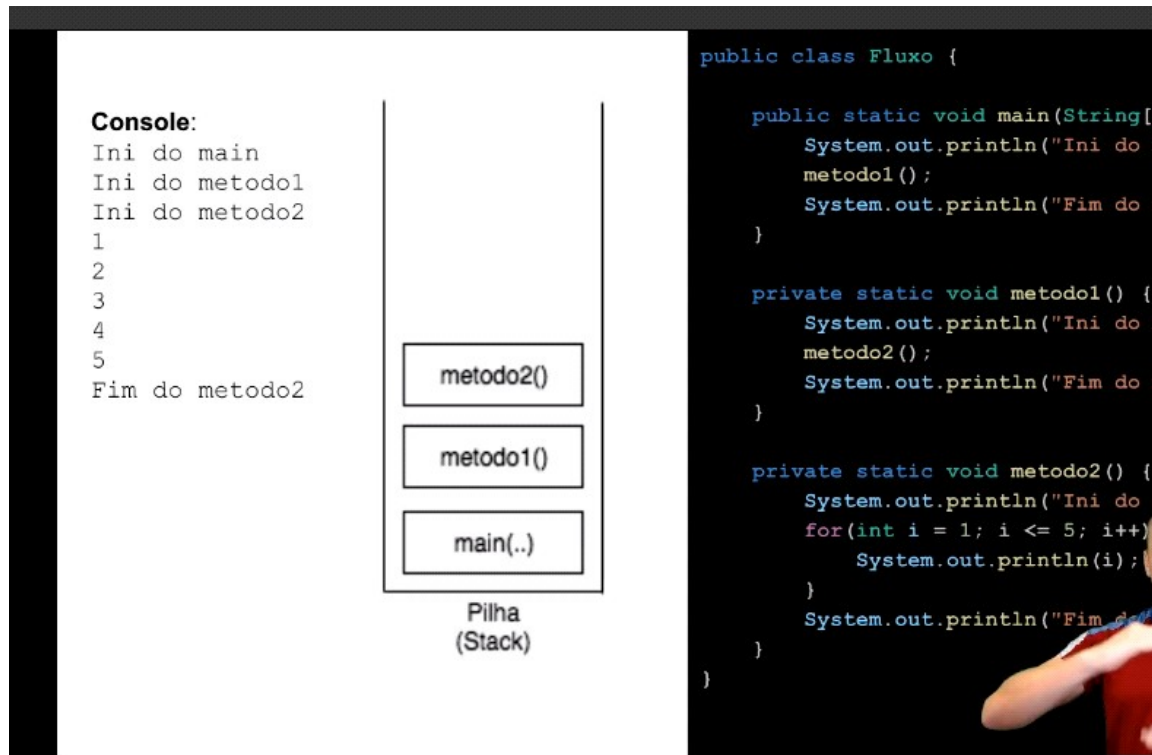 Console:
Ini do main
Ini do metodo1
Ini do metodo2
1
2
3
4
5
Fim do metodo2
metodo2()
metodo1()
main(..)
Pilha
(Stack)
public class Fluxo {
public static void main(String[
System.out.println("Ini do
metodo1();
System.out.println("Fim do
}
private static void metodo1() {
System.out.println("Ini do
metodo2();
System.out.println("Fim do
}
private static void metodo2() {
System.out.println("Ini do
for(int i = 1; i <= 5; i++)
System.out.println(i);
}
System.out.println("Fim
}
}